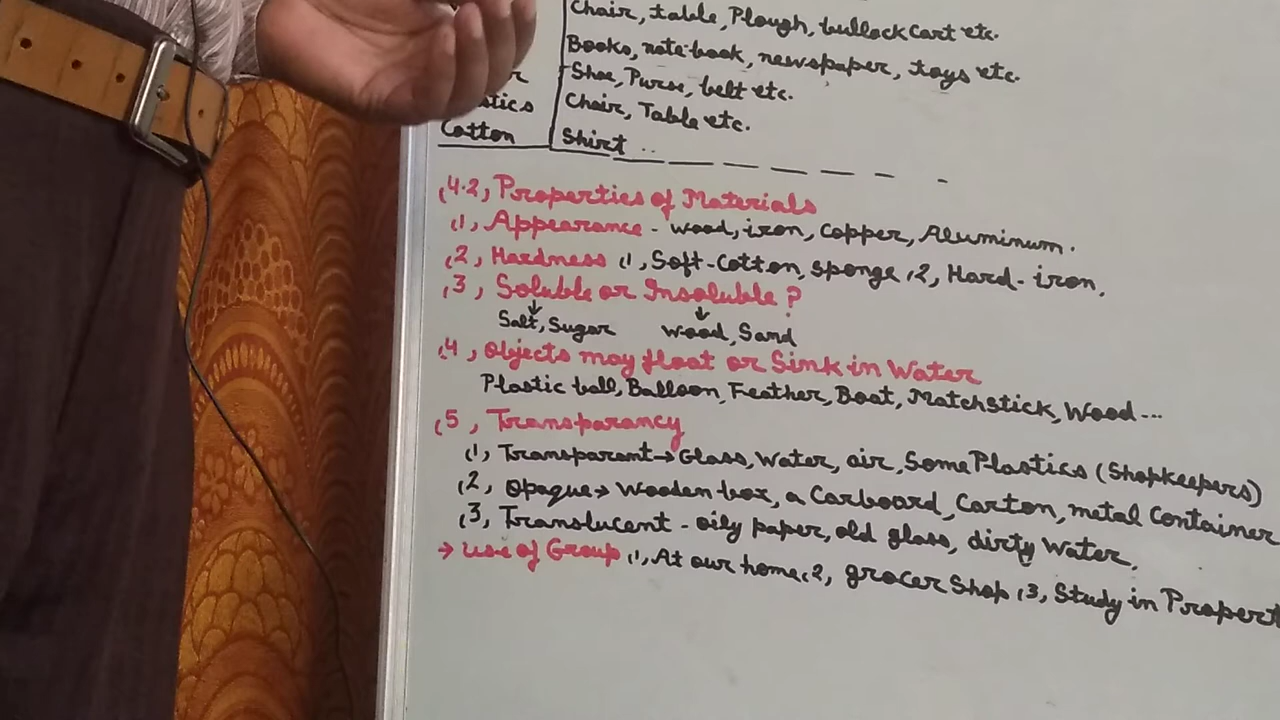 Chair, table, Plough, bullock Cart etc.
Books, note-book, newspaper, toys etc.
Shoe, Purse, belt etc.
stics Chair, Table etc.
Cotton Shirt ..
(4.2) Properties of Materials
(1) Appearance - wood, iron, Copper, Aluminum.
(2) Hardness (1) Soft-Cotton, Sponge (2) Hard-iron.
(3) Soluble or Insoluble?
↓ ↓
Salt, Sugar Wood, Sand
(4) Objects may float or Sink in Water
Plastic ball, Balloon, Feather, Boat, Matchstick, Wood ---
(5) Transparancy
(1) Transparant → Glass, Water, air, Some Plastics (Shopkeepers)
(2) Opaque → Wooden box, a Carboard, Carton, metal Container
(3) Translucent - oily paper, old glass, dirty Water.
→ use of Group (1) At our home (2) grocer Shop (3) Study in Propert